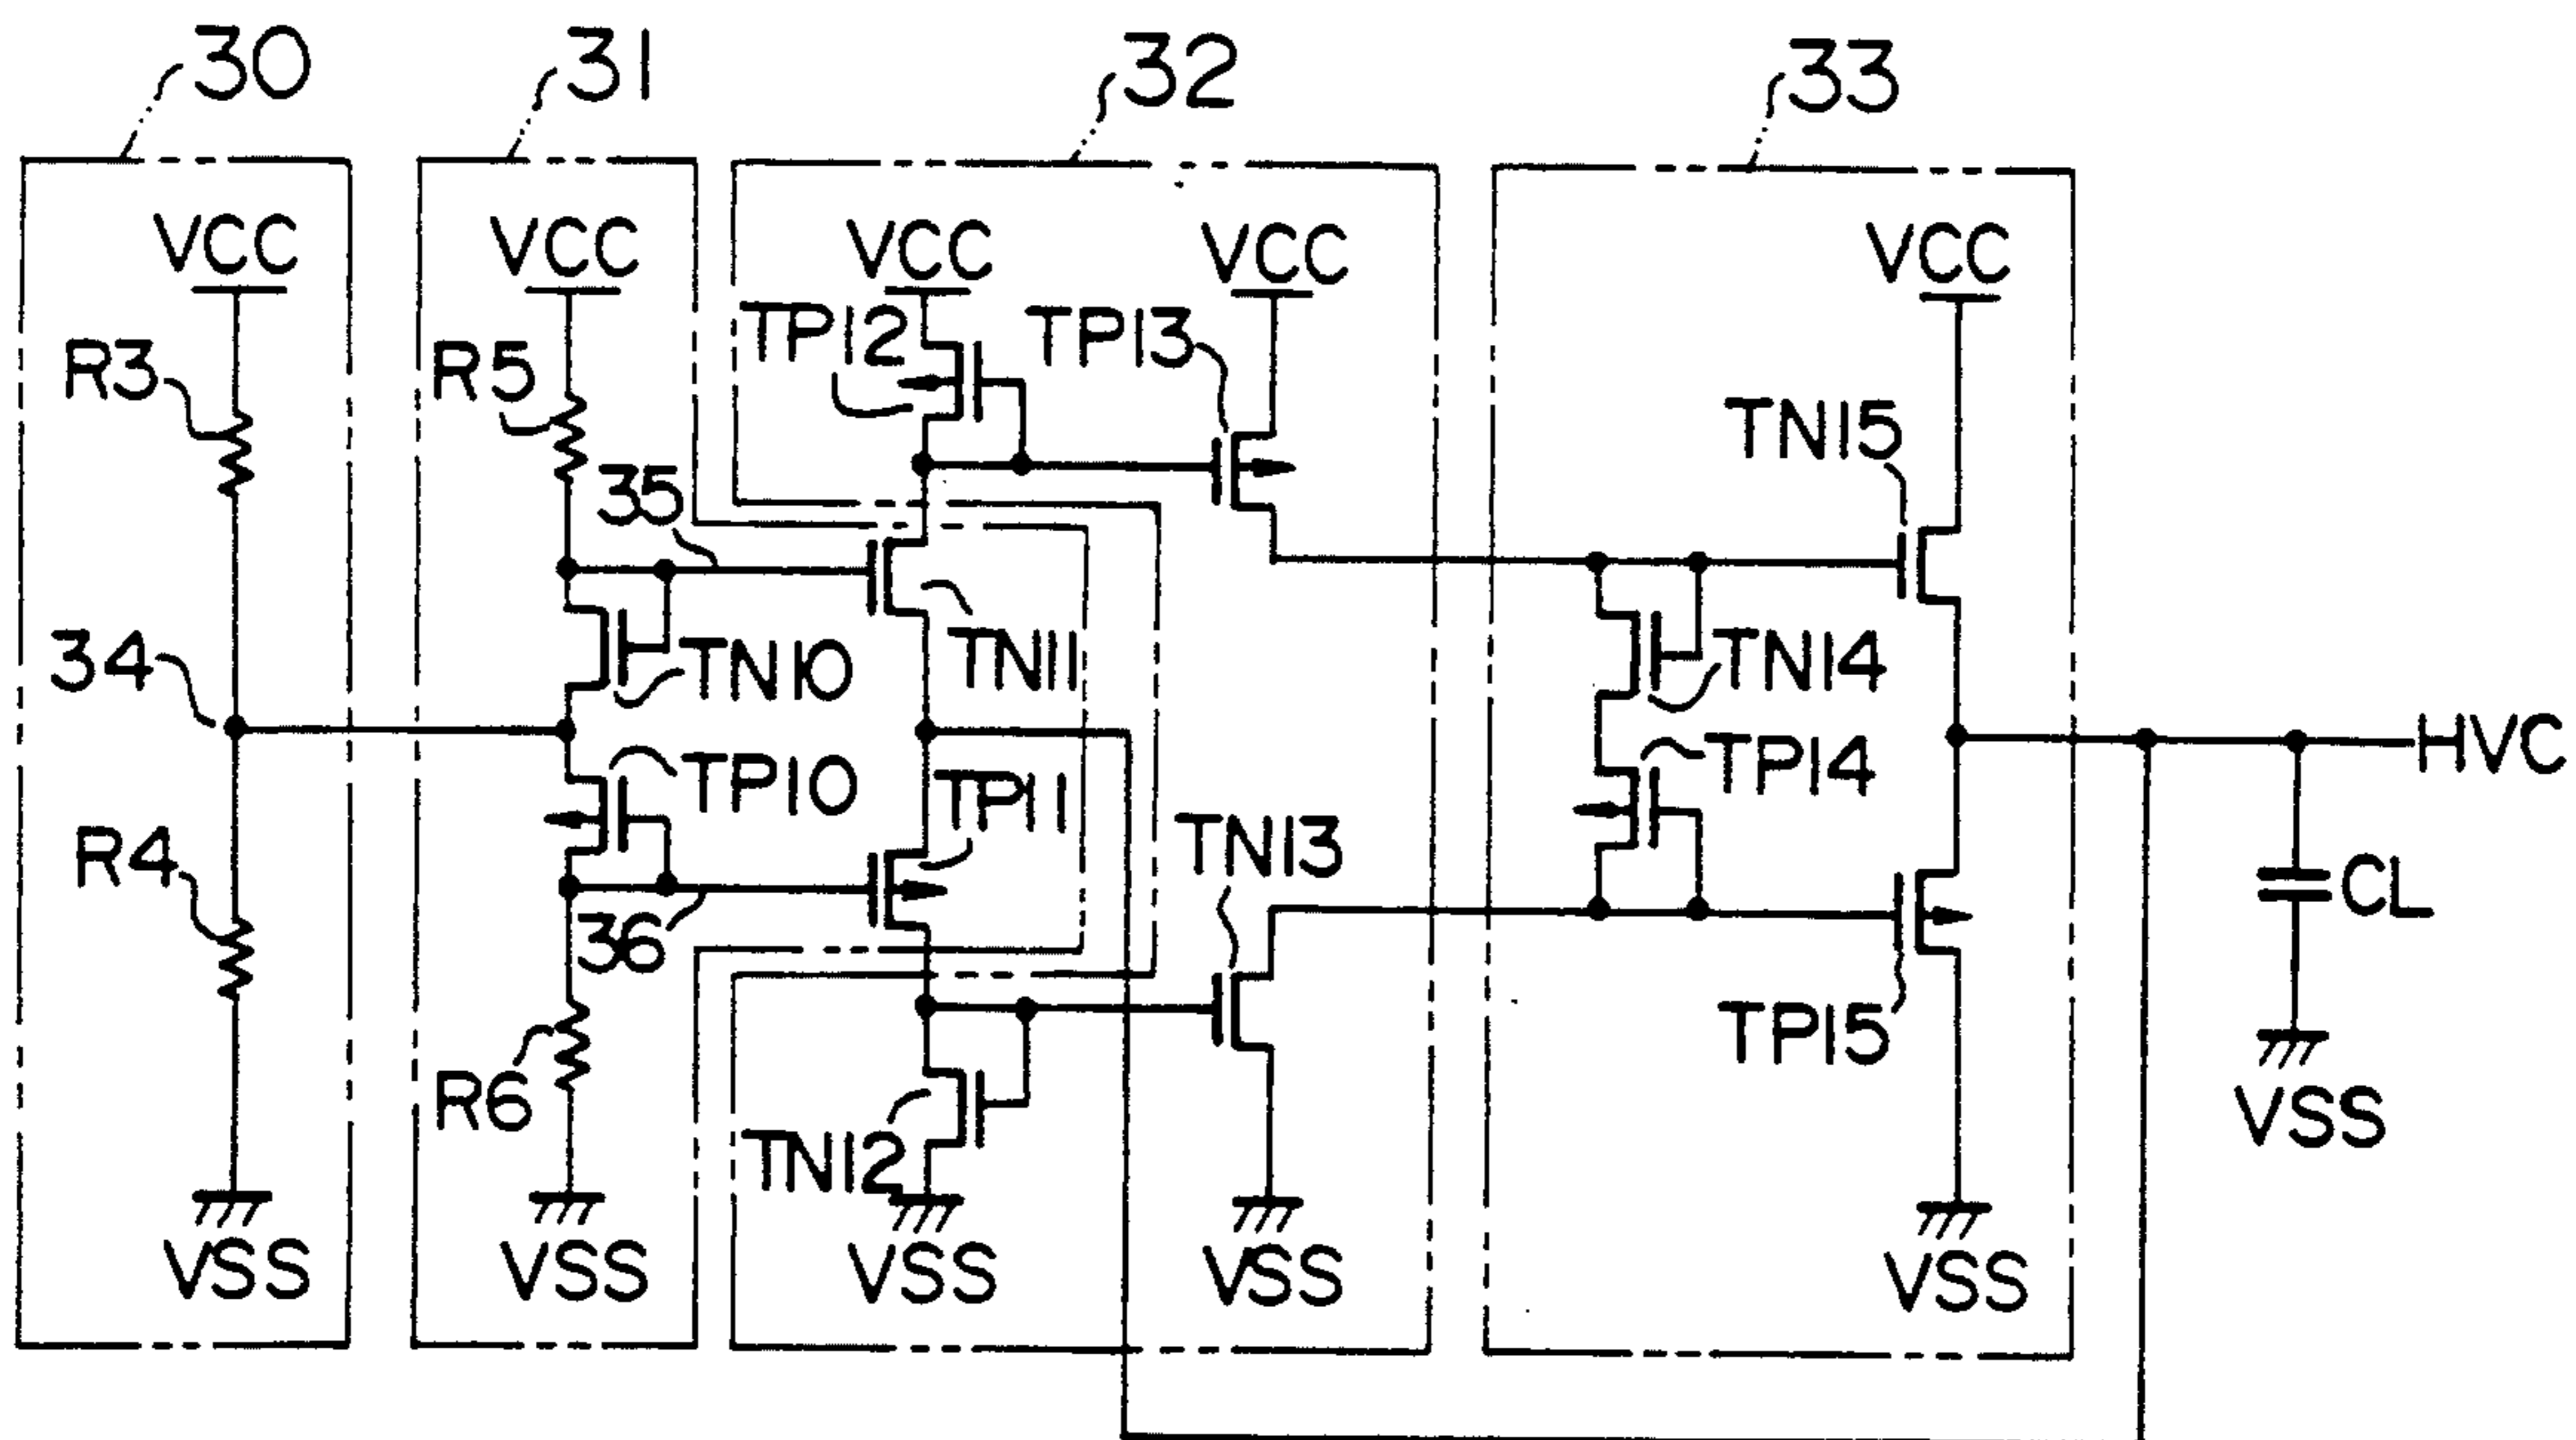 30
31
32
33
VCC
VCC
VCC
VCC
VCC
TP12
TP13
R3
R5
TN15
35
34
TN10
TN11
TN14
TP10
TP11
TP14
HVC
R4
TN13
CL
36
R6
TP15
TN12
VSS
VSS
VSS
VSS
VSS
VSS